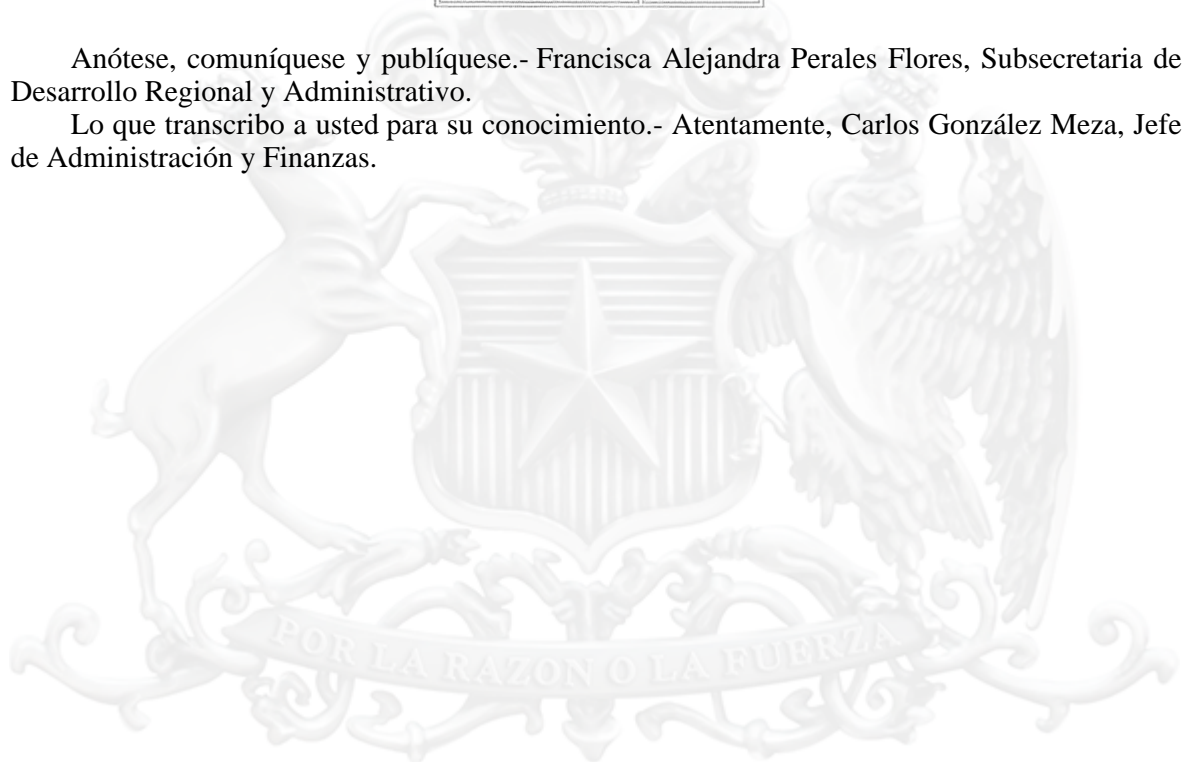 Anótese, comuníquese y publíquese.- Francisca Alejandra Perales Flores, Subsecretaria de
Desarrollo Regional y Administrativo.
Lo que transcribo a usted para su conocimiento.- Atentamente, Carlos González Meza, Jefe
de Administración y Finanzas.
POR LA RAZON O LA FUERZA